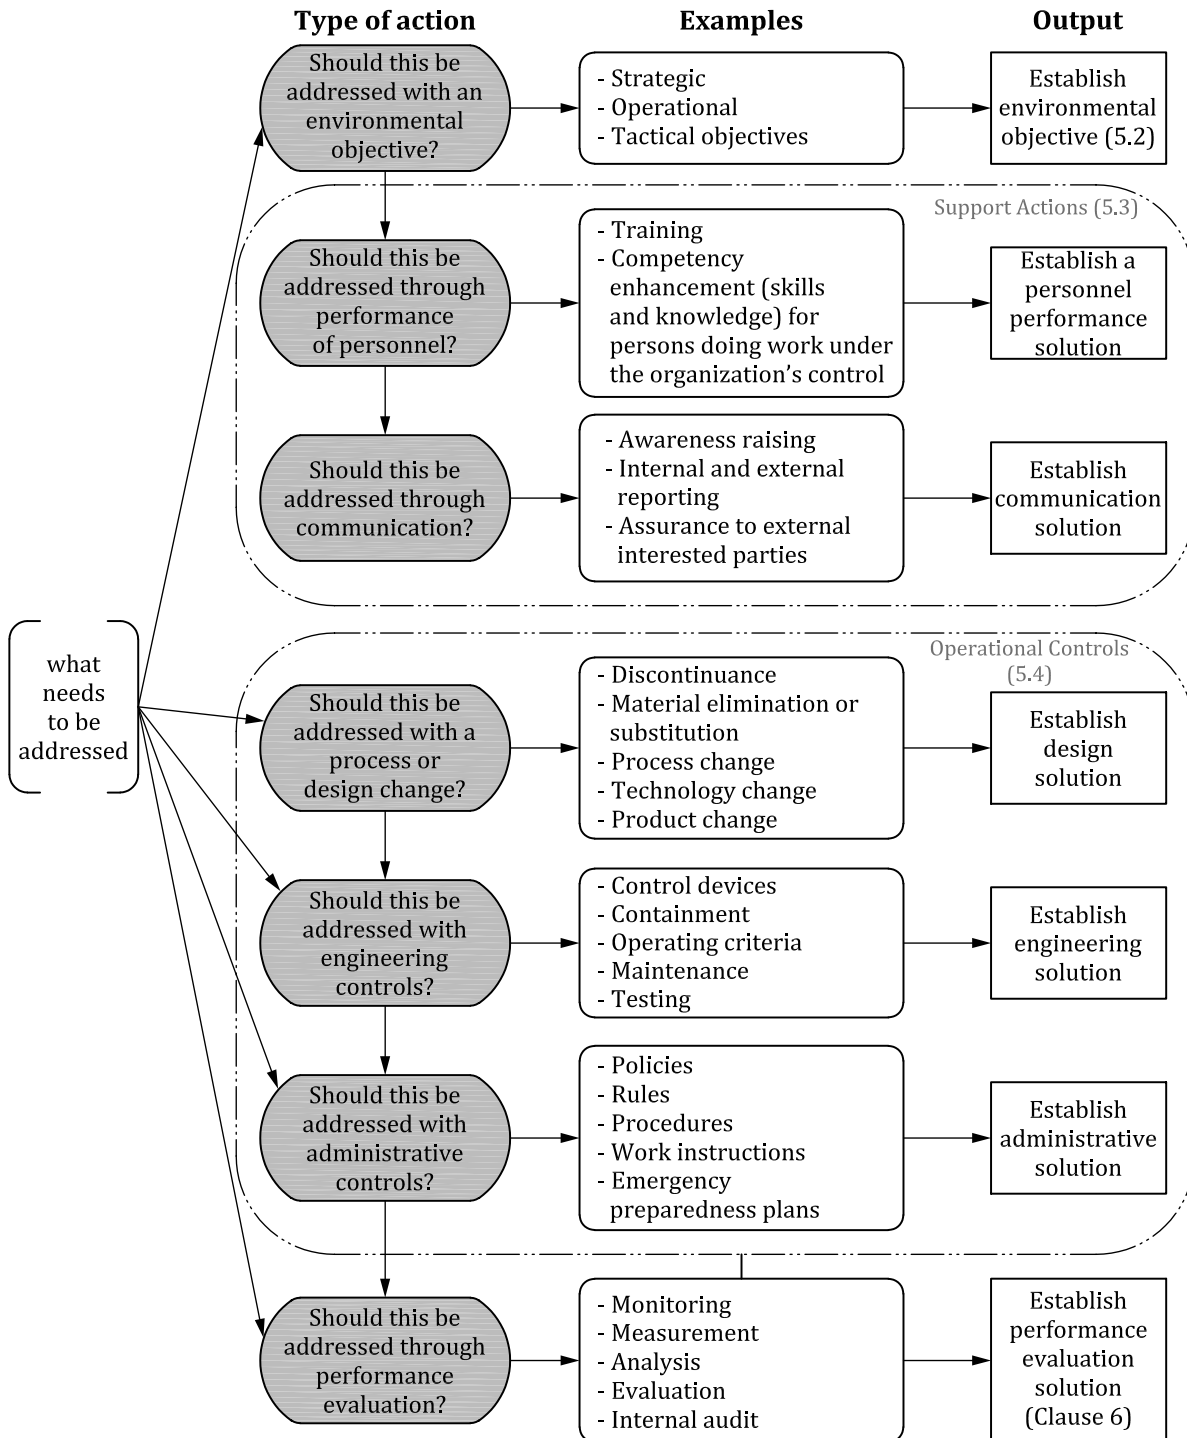 Type of action
Examples
Output
Should this be
addressed with an
environmental
objective?
- Strategic
- Operational
- Tactical objectives
Establish
environmental
objective (5.2)
Support Actions (5.3)
Should this be
addressed through
performance
of personnel?
- Training
- Competency
enhancement (skills
and knowledge) for
persons doing work under
the organization's control
Establish a
personnel
performance
solution
Should this be
addressed through
communication?
- Awareness raising
- Internal and external
reporting
- Assurance to external
interested parties
Establish
communication
solution
what
needs
to be
addressed
Operational Controls
(5.4)
Should this be
addressed with a
process or
design change?
- Discontinuance
- Material elimination or
substitution
- Process change
- Technology change
- Product change
Establish
design
solution
Should this be
addressed with
engineering
controls?
- Control devices
- Containment
- Operating criteria
- Maintenance
- Testing
Establish
engineering
solution
Should this be
addressed with
administrative
controls?
- Policies
- Rules
- Procedures
- Work instructions
- Emergency
preparedness plans
Establish
administrative
solution
Should this be
addressed through
performance
evaluation?
- Monitoring
- Measurement
- Analysis
- Evaluation
- Internal audit
Establish
performance
evaluation
solution
(Clause 6)